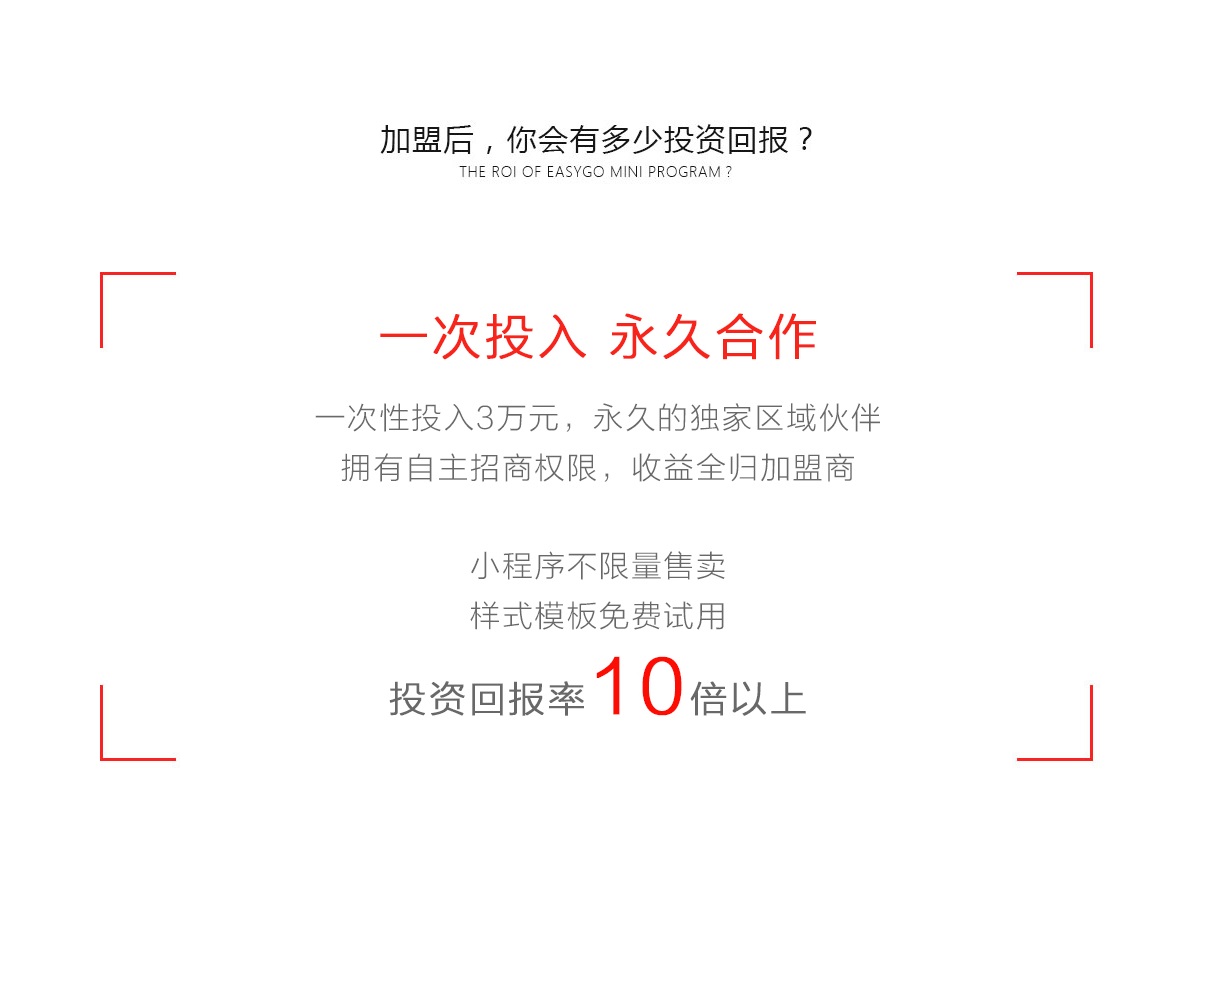 加盟后，你会有多少投资回报？
THE ROI OF EASYGO MINI PROGRAM ?
一次投入 永久合作
一次性投入3万元，永久的独家区域伙伴
拥有自主招商权限，收益全归加盟商
小程序不限量售卖
样式模板免费试用
投资回报率10倍以上